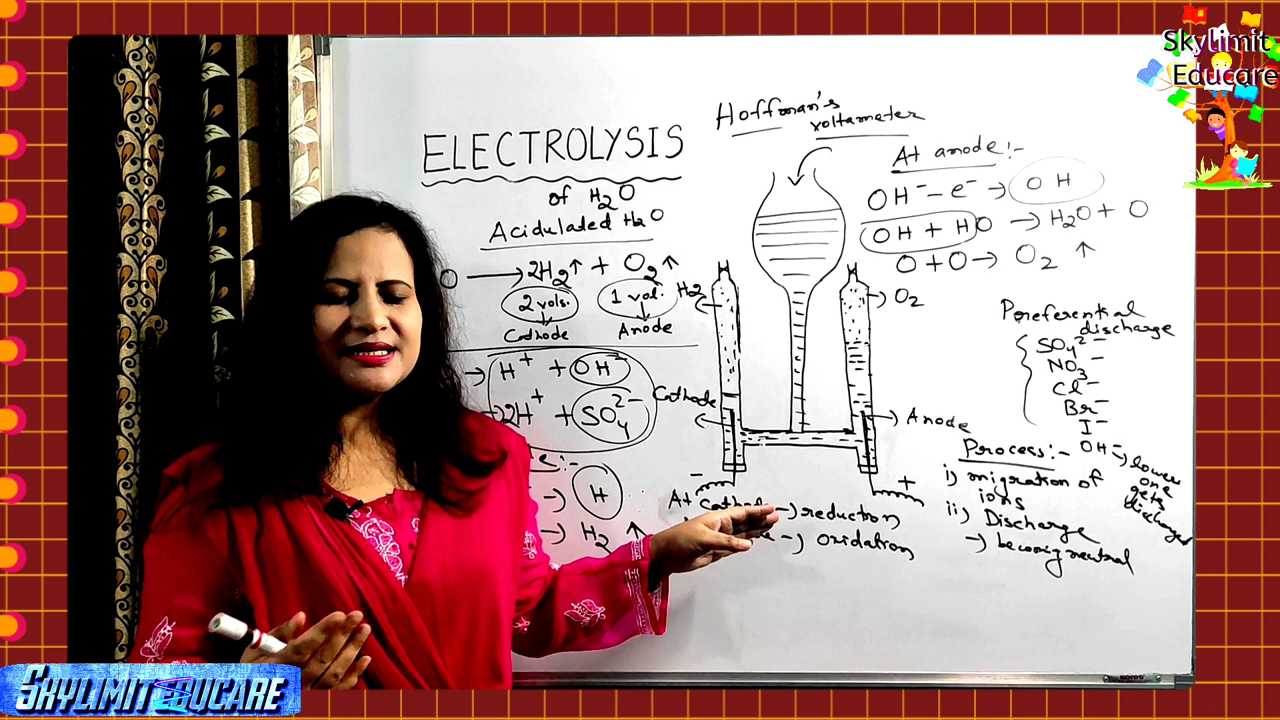 Skylimit
Educare
Hoffman's
voltameter
ELECTROLYSIS
of H₂O
Acidulated H₂O
O → 2H₂↑ + O₂↑
2 vols. 1 vol.
Cathode Anode
→ H⁺ + OH⁻
→ 2H⁺ + SO₄²⁻
e:-
→ H
→ H₂ ↑
H₂
O₂
Cathode
Anode
-
+
At Cathode → reduction
→ oxidation
At anode:-
OH⁻ - e⁻ → OH
OH + HO → H₂O + O
O + O → O₂ ↑
Preferential
discharge
SO₄²⁻
NO₃⁻
Cl⁻
Br⁻
I⁻
OH⁻ → lower
one
gets
discharged
Process:-
i) migration of
ions
ii) Discharge
→ becoming neutral
KOROS
SKYLIMIT EDUCARE